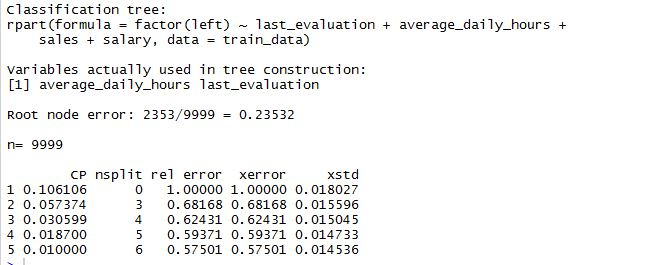 Classification tree:
rpart(formula = factor(left) ~ last_evaluation + average_daily_hours +
    sales + salary, data = train_data)
Variables actually used in tree construction:
[1] average_daily_hours last_evaluation
Root node error: 2353/9999 = 0.23532
n= 9999
        CP nsplit rel error  xerror     xstd
1 0.106106      0   1.00000 1.00000 0.018027
2 0.057374      3   0.68168 0.68168 0.015596
3 0.030599      4   0.62431 0.62431 0.015045
4 0.018700      5   0.59371 0.59371 0.014733
5 0.010000      6   0.57501 0.57501 0.014536